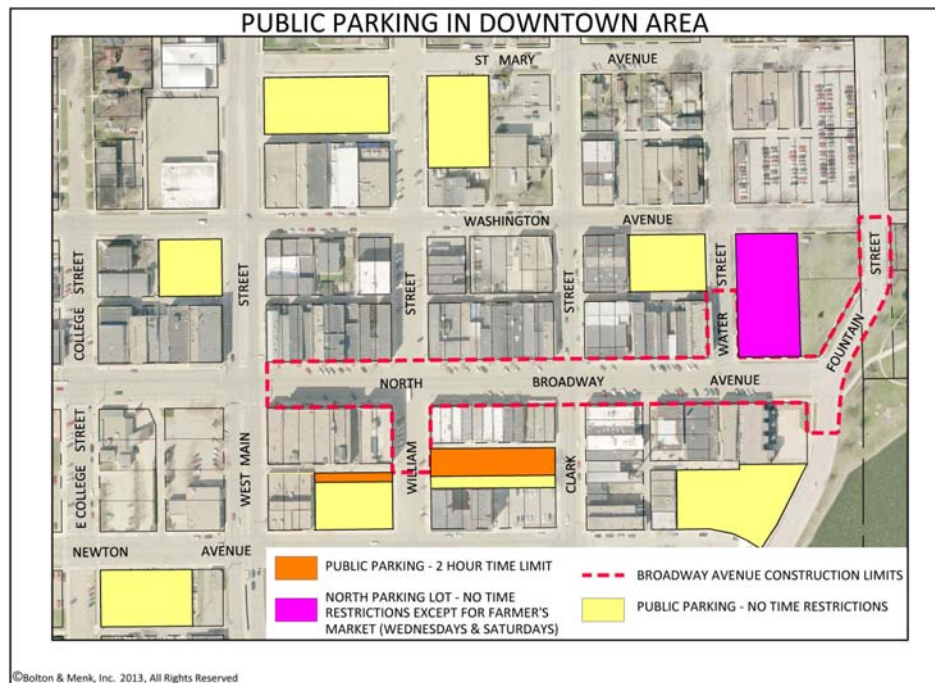 PUBLIC PARKING IN DOWNTOWN AREA
ST MARY AVENUE
WASHINGTON AVENUE
COLLEGE STREET
STREET
STREET
STREET
WATER STREET
FOUNTAIN STREET
NORTH BROADWAY AVENUE
E COLLEGE STREET
WEST MAIN
WILLIAM
CLARK
NEWTON AVENUE
PUBLIC PARKING - 2 HOUR TIME LIMIT
NORTH PARKING LOT - NO TIME
RESTRICTIONS EXCEPT FOR FARMER'S
MARKET (WEDNESDAYS & SATURDAYS)
BROADWAY AVENUE CONSTRUCTION LIMITS
PUBLIC PARKING - NO TIME RESTRICTIONS
©Bolton & Menk, Inc. 2013, All Rights Reserved